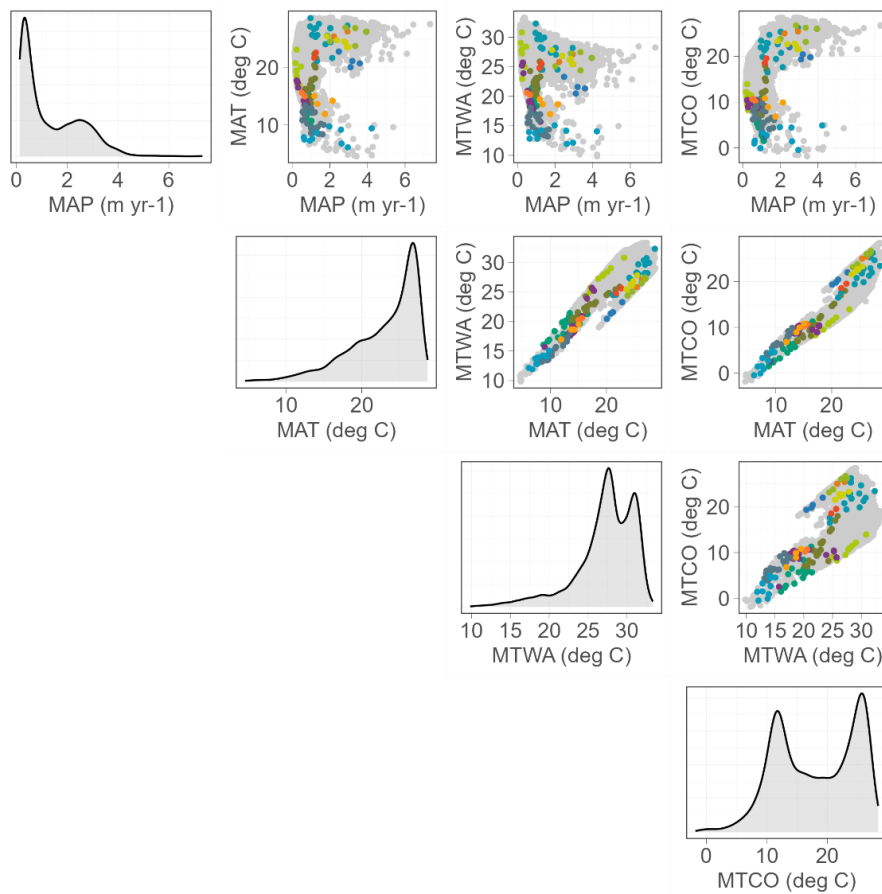 0 2 4 6
MAP (m yr-1)
MAT (deg C)
20
10
0 2 4 6
MAP (m yr-1)
MTWA (deg C)
30
25
20
15
10
0 2 4 6
MAP (m yr-1)
MTCO (deg C)
20
10
0
0 2 4 6
MAP (m yr-1)
10 20
MAT (deg C)
MTWA (deg C)
30
25
20
15
10
10 20
MAT (deg C)
MTCO (deg C)
20
10
0
10 20
MAT (deg C)
10 15 20 25 30
MTWA (deg C)
MTCO (deg C)
20
10
0
10 15 20 25 30
MTWA (deg C)
0 10 20
MTCO (deg C)